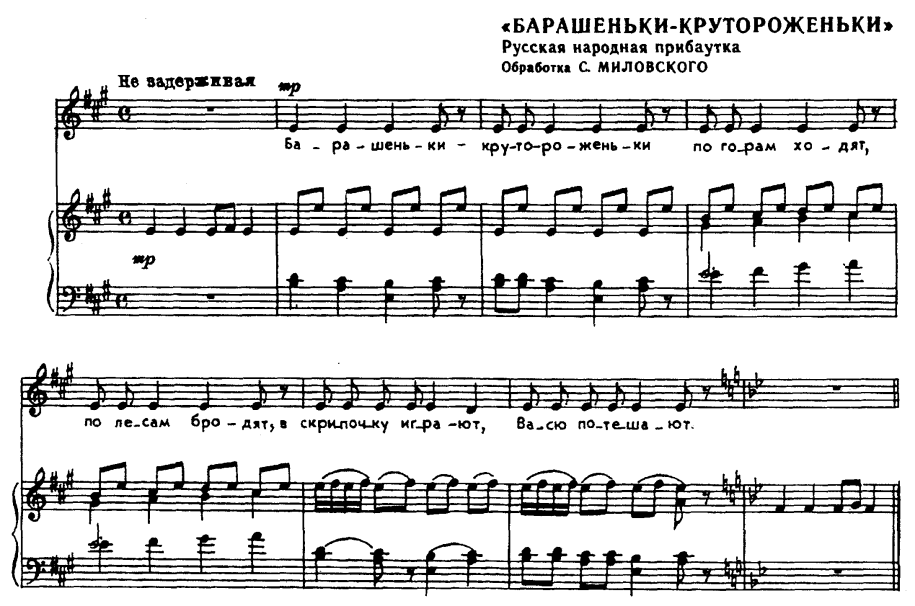 «БАРАШЕНЬКИ-КРУТОРОЖЕНЬКИ»
Русская народная прибаутка
Обработка С. МИЛОВСКОГО
Не задерживая
mp
Ба - ра - шень - ки - кру-то-ро-жень-ки по го-рам хо - дят,
mp
по ле-сам бро - дят, в скри-поч-ку иг-ра - ют, Ва-сю по-те-ша - ют.